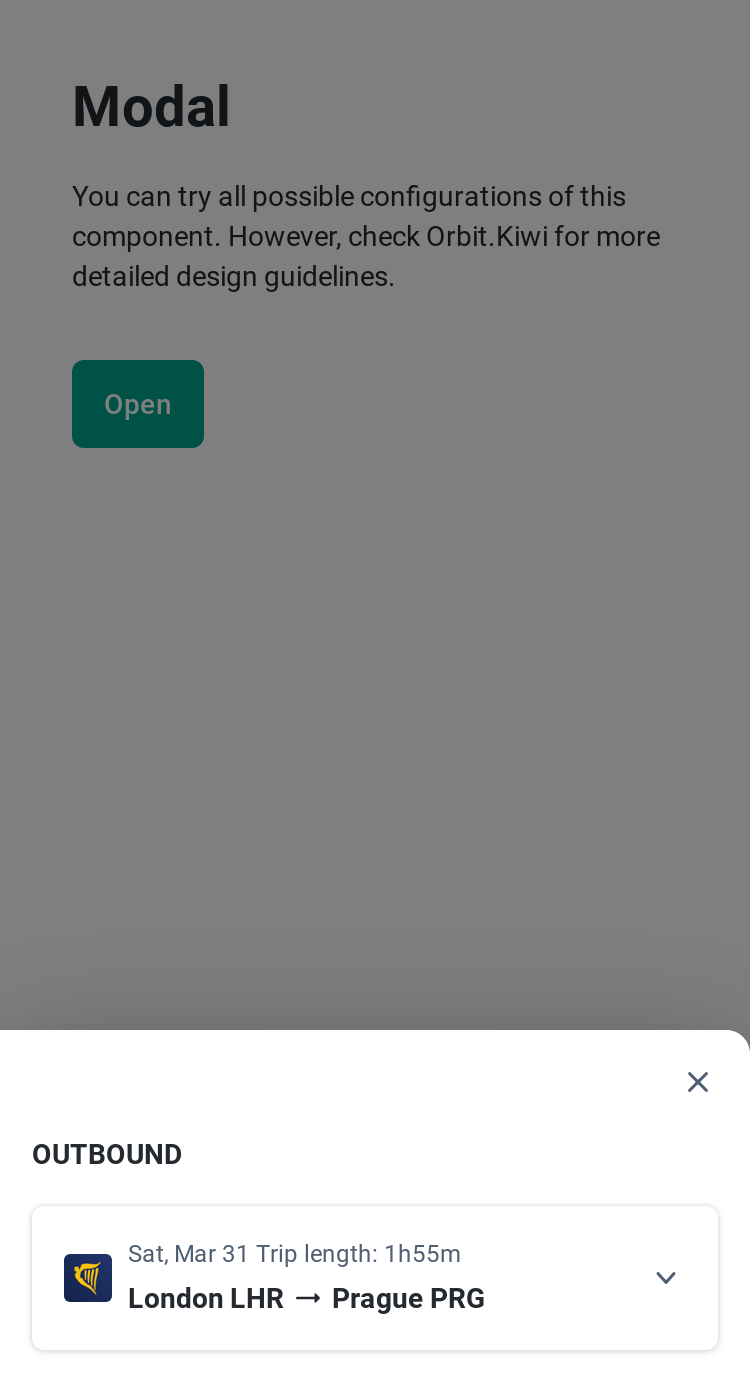 Modal
You can try all possible configurations of this
component. However, check Orbit.Kiwi for more
detailed design guidelines.
Open
OUTBOUND
Sat, Mar 31 Trip length: 1h55m
London LHR → Prague PRG